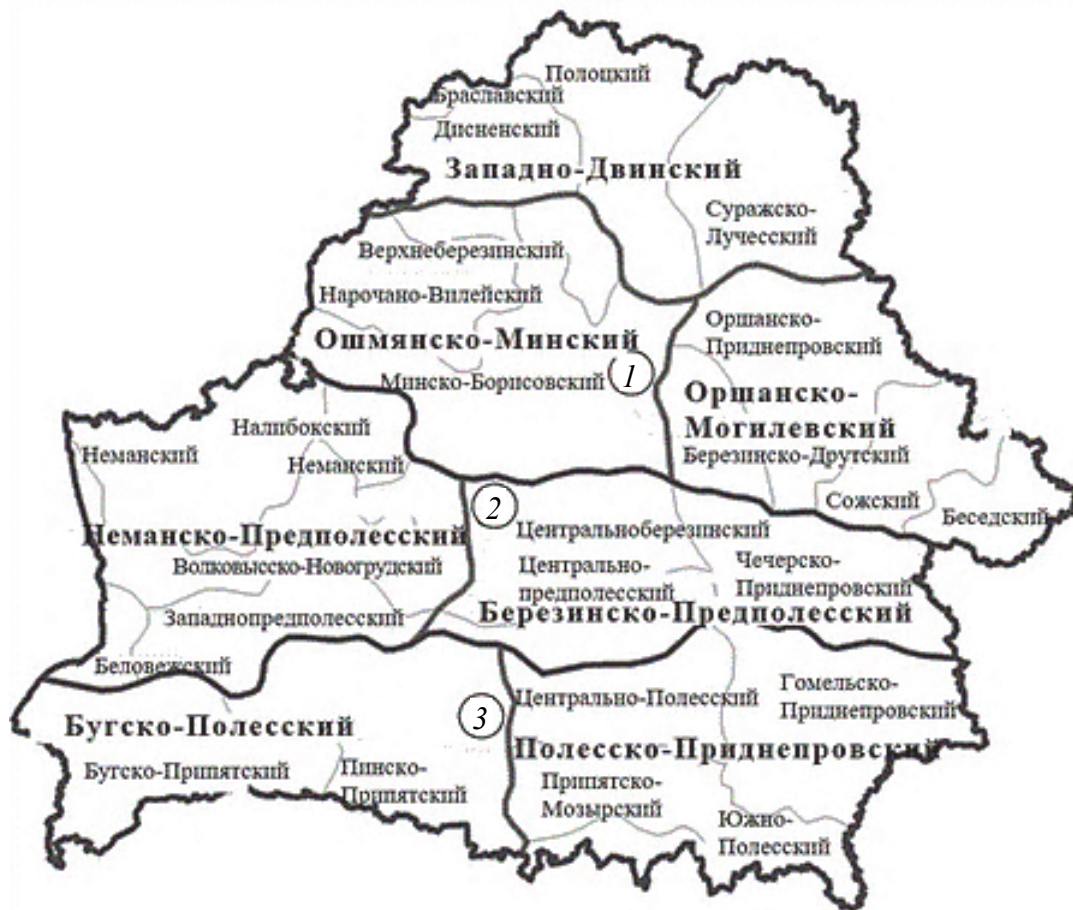 Полоцкий
Браславский
Дисненский
Западно-Двинский
Суражско-
Лучесский
Верхнеберезинский
Нарочано-Вилейский
Оршанско-
Приднепровский
Ошмянско-Минский
1
Минско-Борисовский
Оршанско-
Могилевский
Налибокский
Неманский
Неманский
Березинско-Друтский
Сожский
Беседский
2
Центральноберезинский
Неманско-Предполесский
Волковысско-Новогрудский
Центрально-
предполесский
Чечерско-
Приднепровский
Западнопредполесский
Березинско-Предполесский
Беловежский
Центрально-Полесский
Гомельско-
Приднепровский
3
Бугско-Полесский
Полесско-Приднепровский
Бугско-Припятский
Пинско-
Припятский
Припятско-
Мозырский
Южно-
Полесский